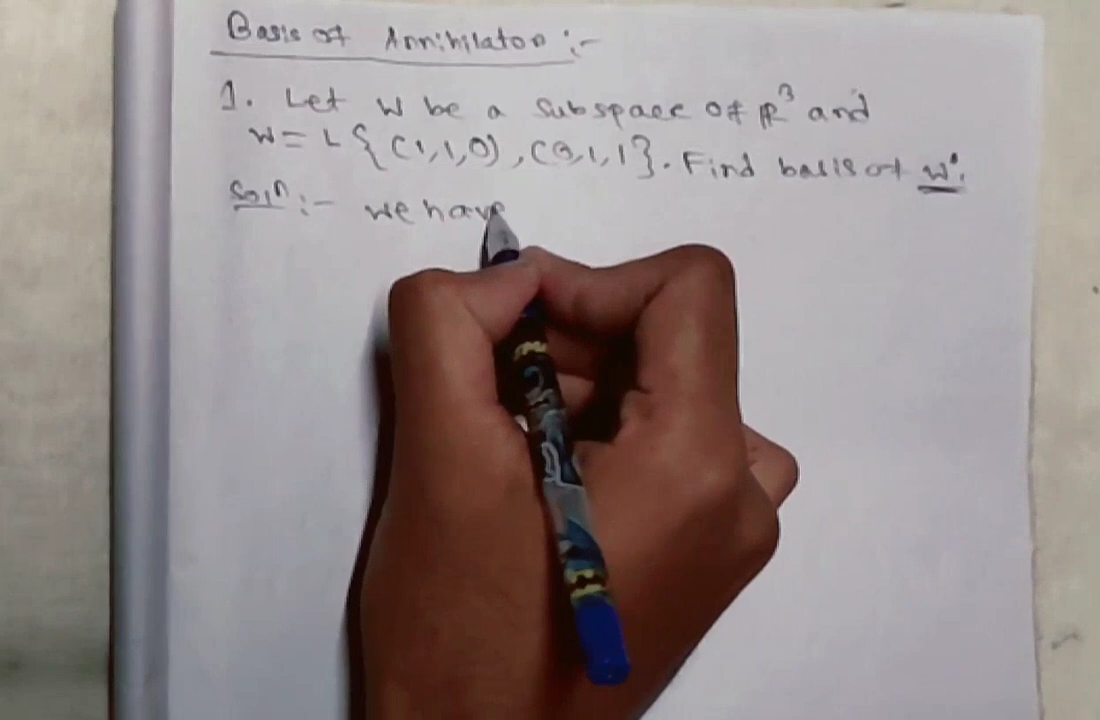 Basis of Annihilator :-
1. Let W be a subspace of ℝ³ and
W = L{(1,1,0),(0,1,1}. Find basis of W⁰.
Solⁿ :- we have